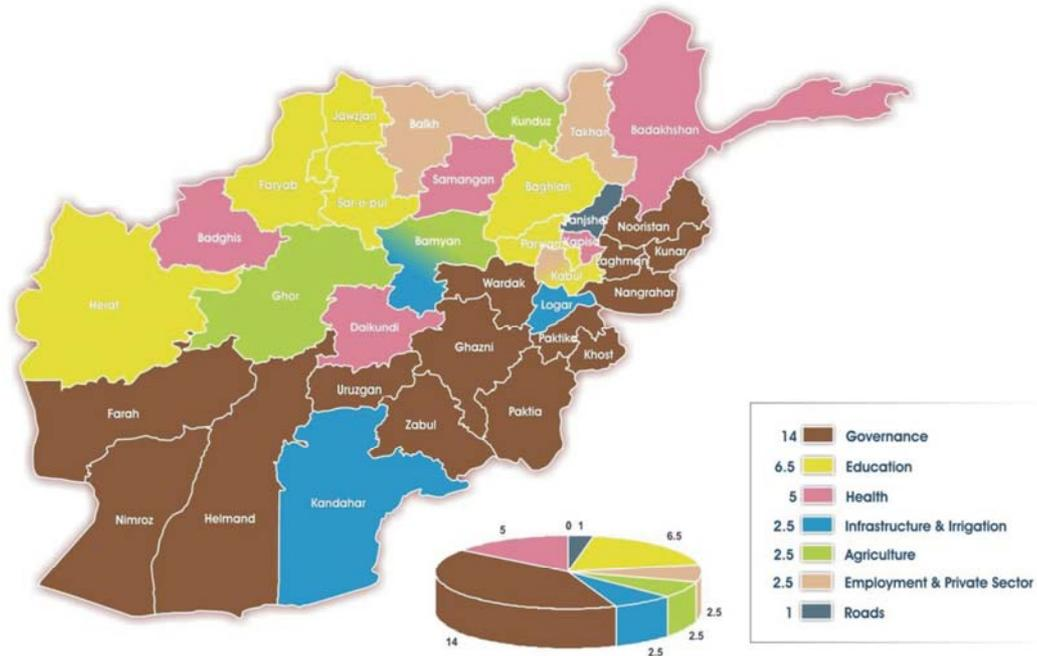 Jawzjan
Balkh
Kunduz
Takhar
Badakhshan
Faryab
Sar-e-pul
Samangan
Baghlan
Panjsher
Nooristan
Badghis
Bamyan
Parwan
Kapisa
Laghman
Kunar
Herat
Ghor
Wardak
Kabul
Nangrahar
Logar
Daikundi
Ghazni
Paktika
Khost
Farah
Uruzgan
Zabul
Paktia
Nimroz
Helmand
Kandahar
14 Governance
6.5 Education
5 Health
2.5 Infrastructure & Irrigation
2.5 Agriculture
2.5 Employment & Private Sector
1 Roads
5
0 1
6.5
2.5
2.5
2.5
14